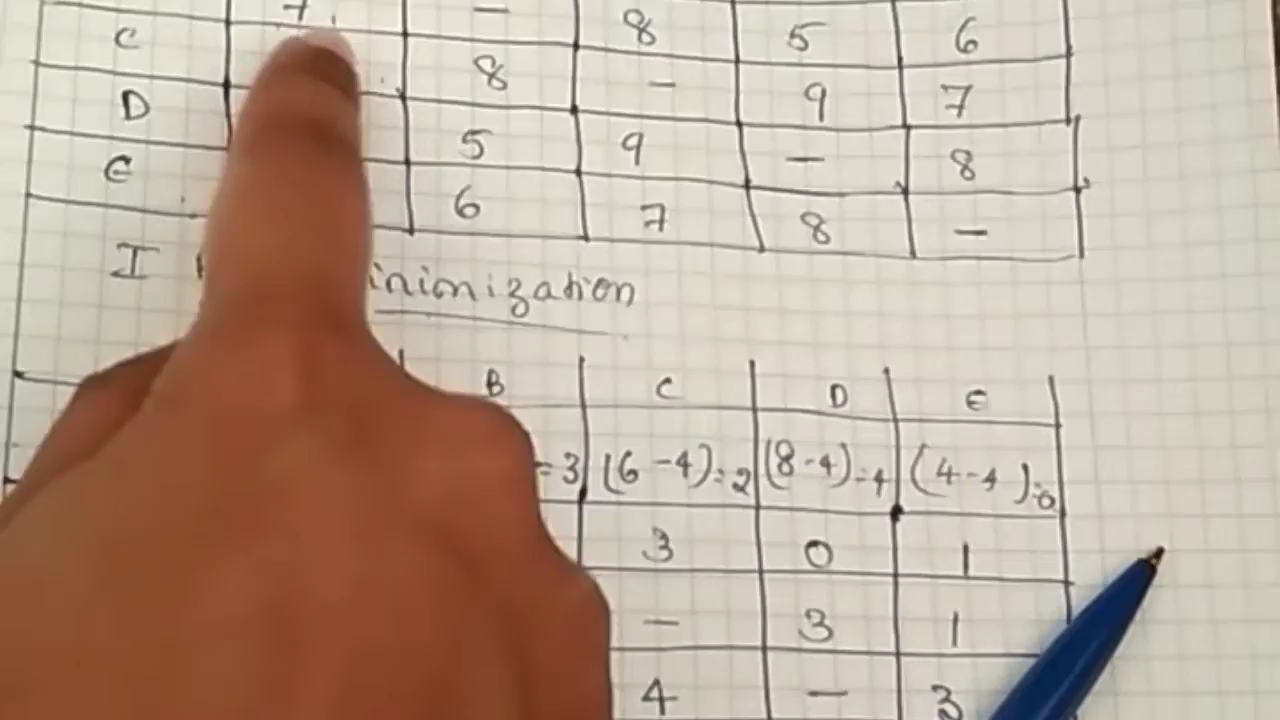 7 - 8 5 6
C 8 - 9 7
D 5 9 - 8
E 6 7 8 -
I inimization
B C D E
=3 (6-4)=2 (8-4)=4 (4-4)=0
3 0 1
- 3 1
4 - 3